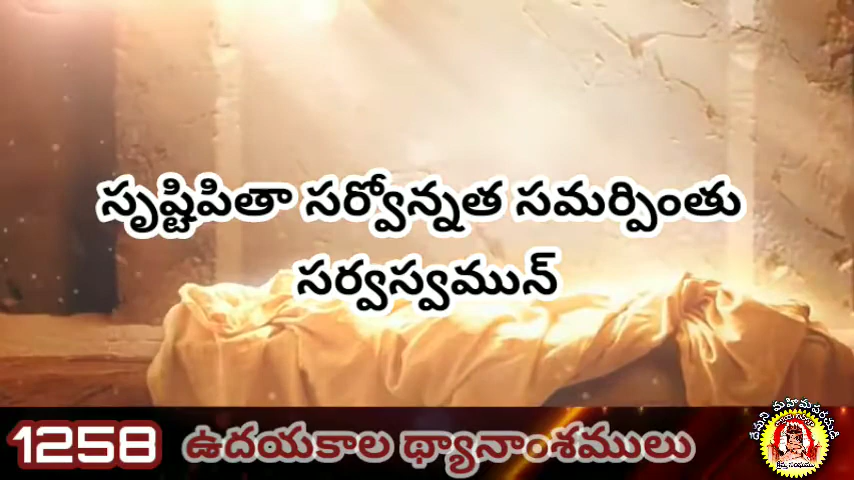 సృష్టిపితా సర్వోన్నత సమర్పింతు
సర్వస్వమున్
1258 ఉదయకాల ధ్యానాంశములు